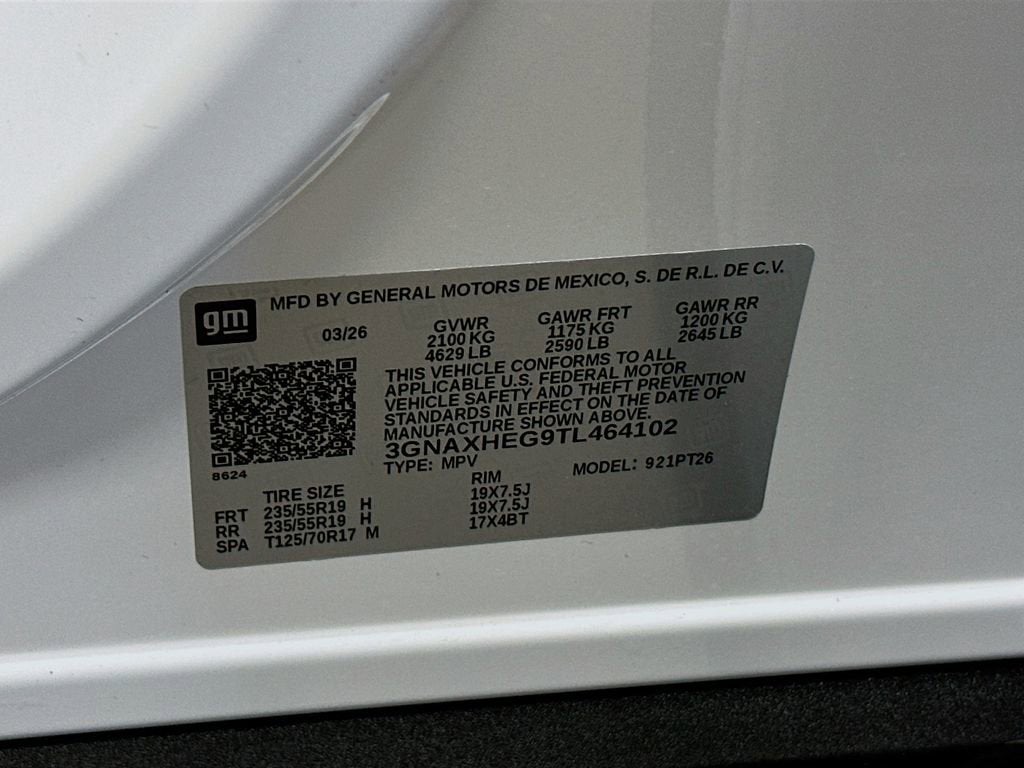 gm
MFD BY GENERAL MOTORS DE MEXICO, S. DE R.L. DE C.V.
03/26
GVWR
2100 KG
4629 LB
GAWR FRT
1175 KG
2590 LB
GAWR RR
1200 KG
2645 LB
THIS VEHICLE CONFORMS TO ALL
APPLICABLE U.S. FEDERAL MOTOR
VEHICLE SAFETY AND THEFT PREVENTION
STANDARDS IN EFFECT ON THE DATE OF
MANUFACTURE SHOWN ABOVE.
3GNAXHEG9TL464102
TYPE: MPV MODEL: 921PT26
8624
TIRE SIZE RIM
FRT 235/55R19 H 19X7.5J
RR 235/55R19 H 19X7.5J
SPA T125/70R17 M 17X4BT